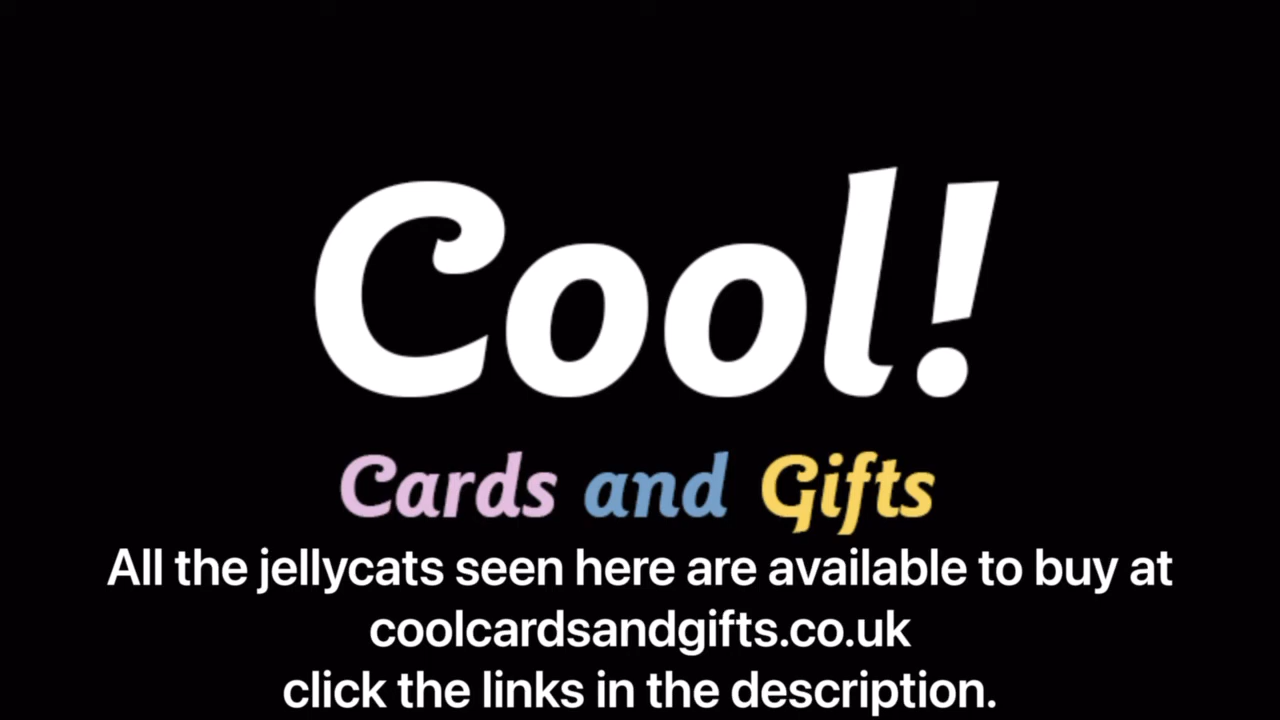 Cool!
Cards and Gifts
All the jellycats seen here are available to buy at
coolcardsandgifts.co.uk
click the links in the description.